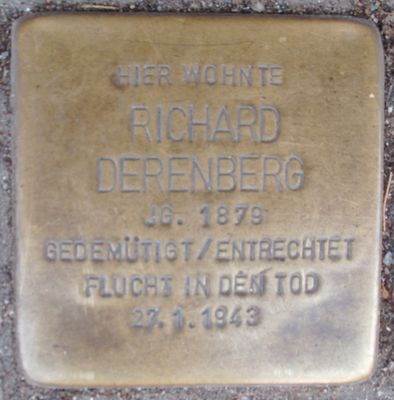 HIER WOHNTE
RICHARD
DERENBERG
JG. 1879
GEDEMÜTIGT/ENTRECHTET
FLUCHT IN DEN TOD
27.1.1943